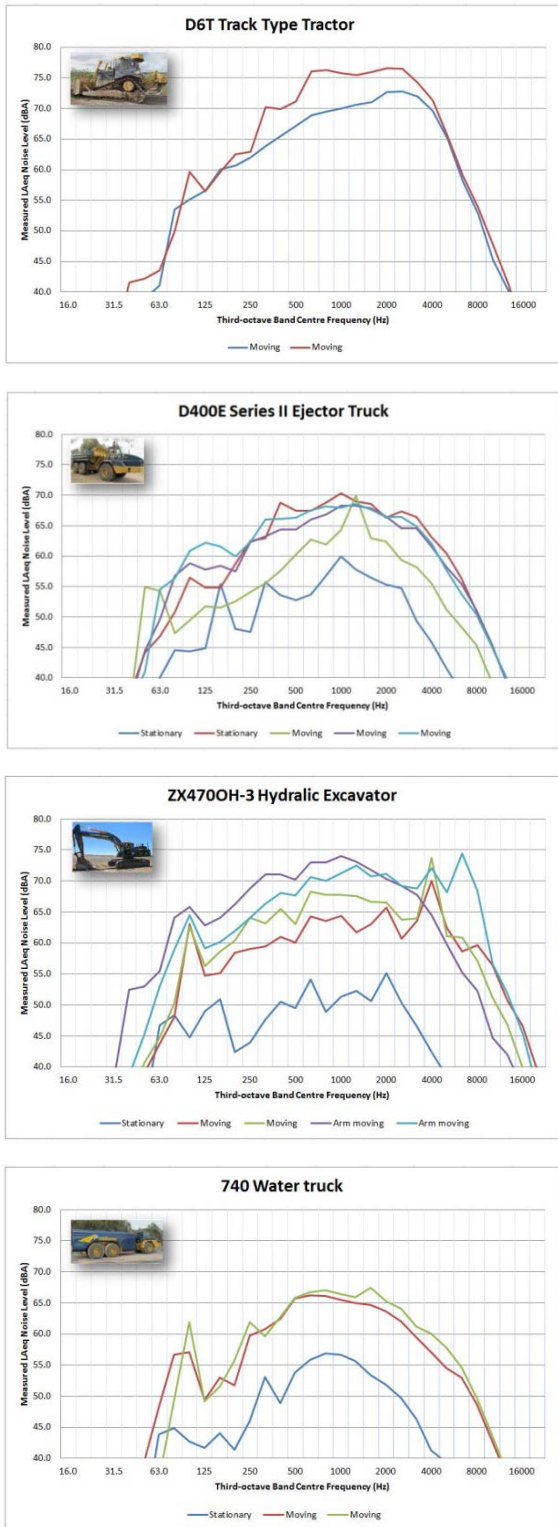 D6T Track Type Tractor
80.0
75.0
70.0
65.0
60.0
55.0
50.0
45.0
40.0
Measured LAeq Noise Level (dBA)
16.0 31.5 63.0 125 250 500 1000 2000 4000 8000 16000
Third-octave Band Centre Frequency (Hz)
Moving Moving
D400E Series II Ejector Truck
80.0
75.0
70.0
65.0
60.0
55.0
50.0
45.0
40.0
Measured LAeq Noise Level (dBA)
16.0 31.5 63.0 125 250 500 1000 2000 4000 8000 16000
Third-octave Band Centre Frequency (Hz)
Stationary Stationary Moving Moving Moving
ZX470OH-3 Hydralic Excavator
80.0
75.0
70.0
65.0
60.0
55.0
50.0
45.0
40.0
Measured LAeq Noise Level (dBA)
16.0 31.5 63.0 125 250 500 1000 2000 4000 8000 16000
Third-octave Band Centre Frequency (Hz)
Stationary Moving Moving Arm moving Arm moving
740 Water truck
80.0
75.0
70.0
65.0
60.0
55.0
50.0
45.0
40.0
Measured LAeq Noise Level (dBA)
16.0 31.5 63.0 125 250 500 1000 2000 4000 8000 16000
Third-octave Band Centre Frequency (Hz)
Stationary Moving Moving